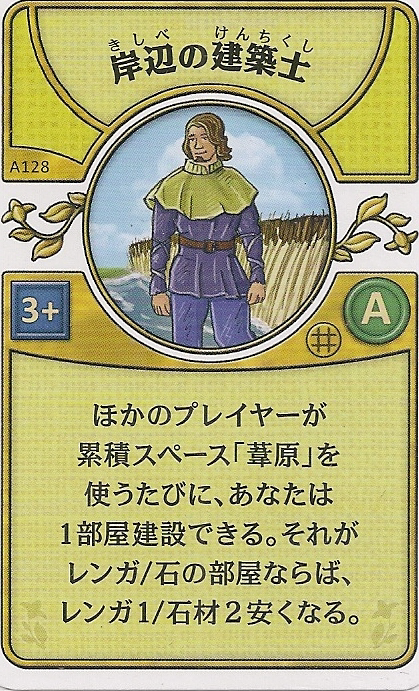 きしべ けんちくし
岸辺の建築士
A128
3+
A
ほかのプレイヤーが
累積スペース「葦原」を
使うたびに、あなたは
1部屋建設できる。それが
レンガ/石の部屋ならば、
レンガ1/石材2安くなる。